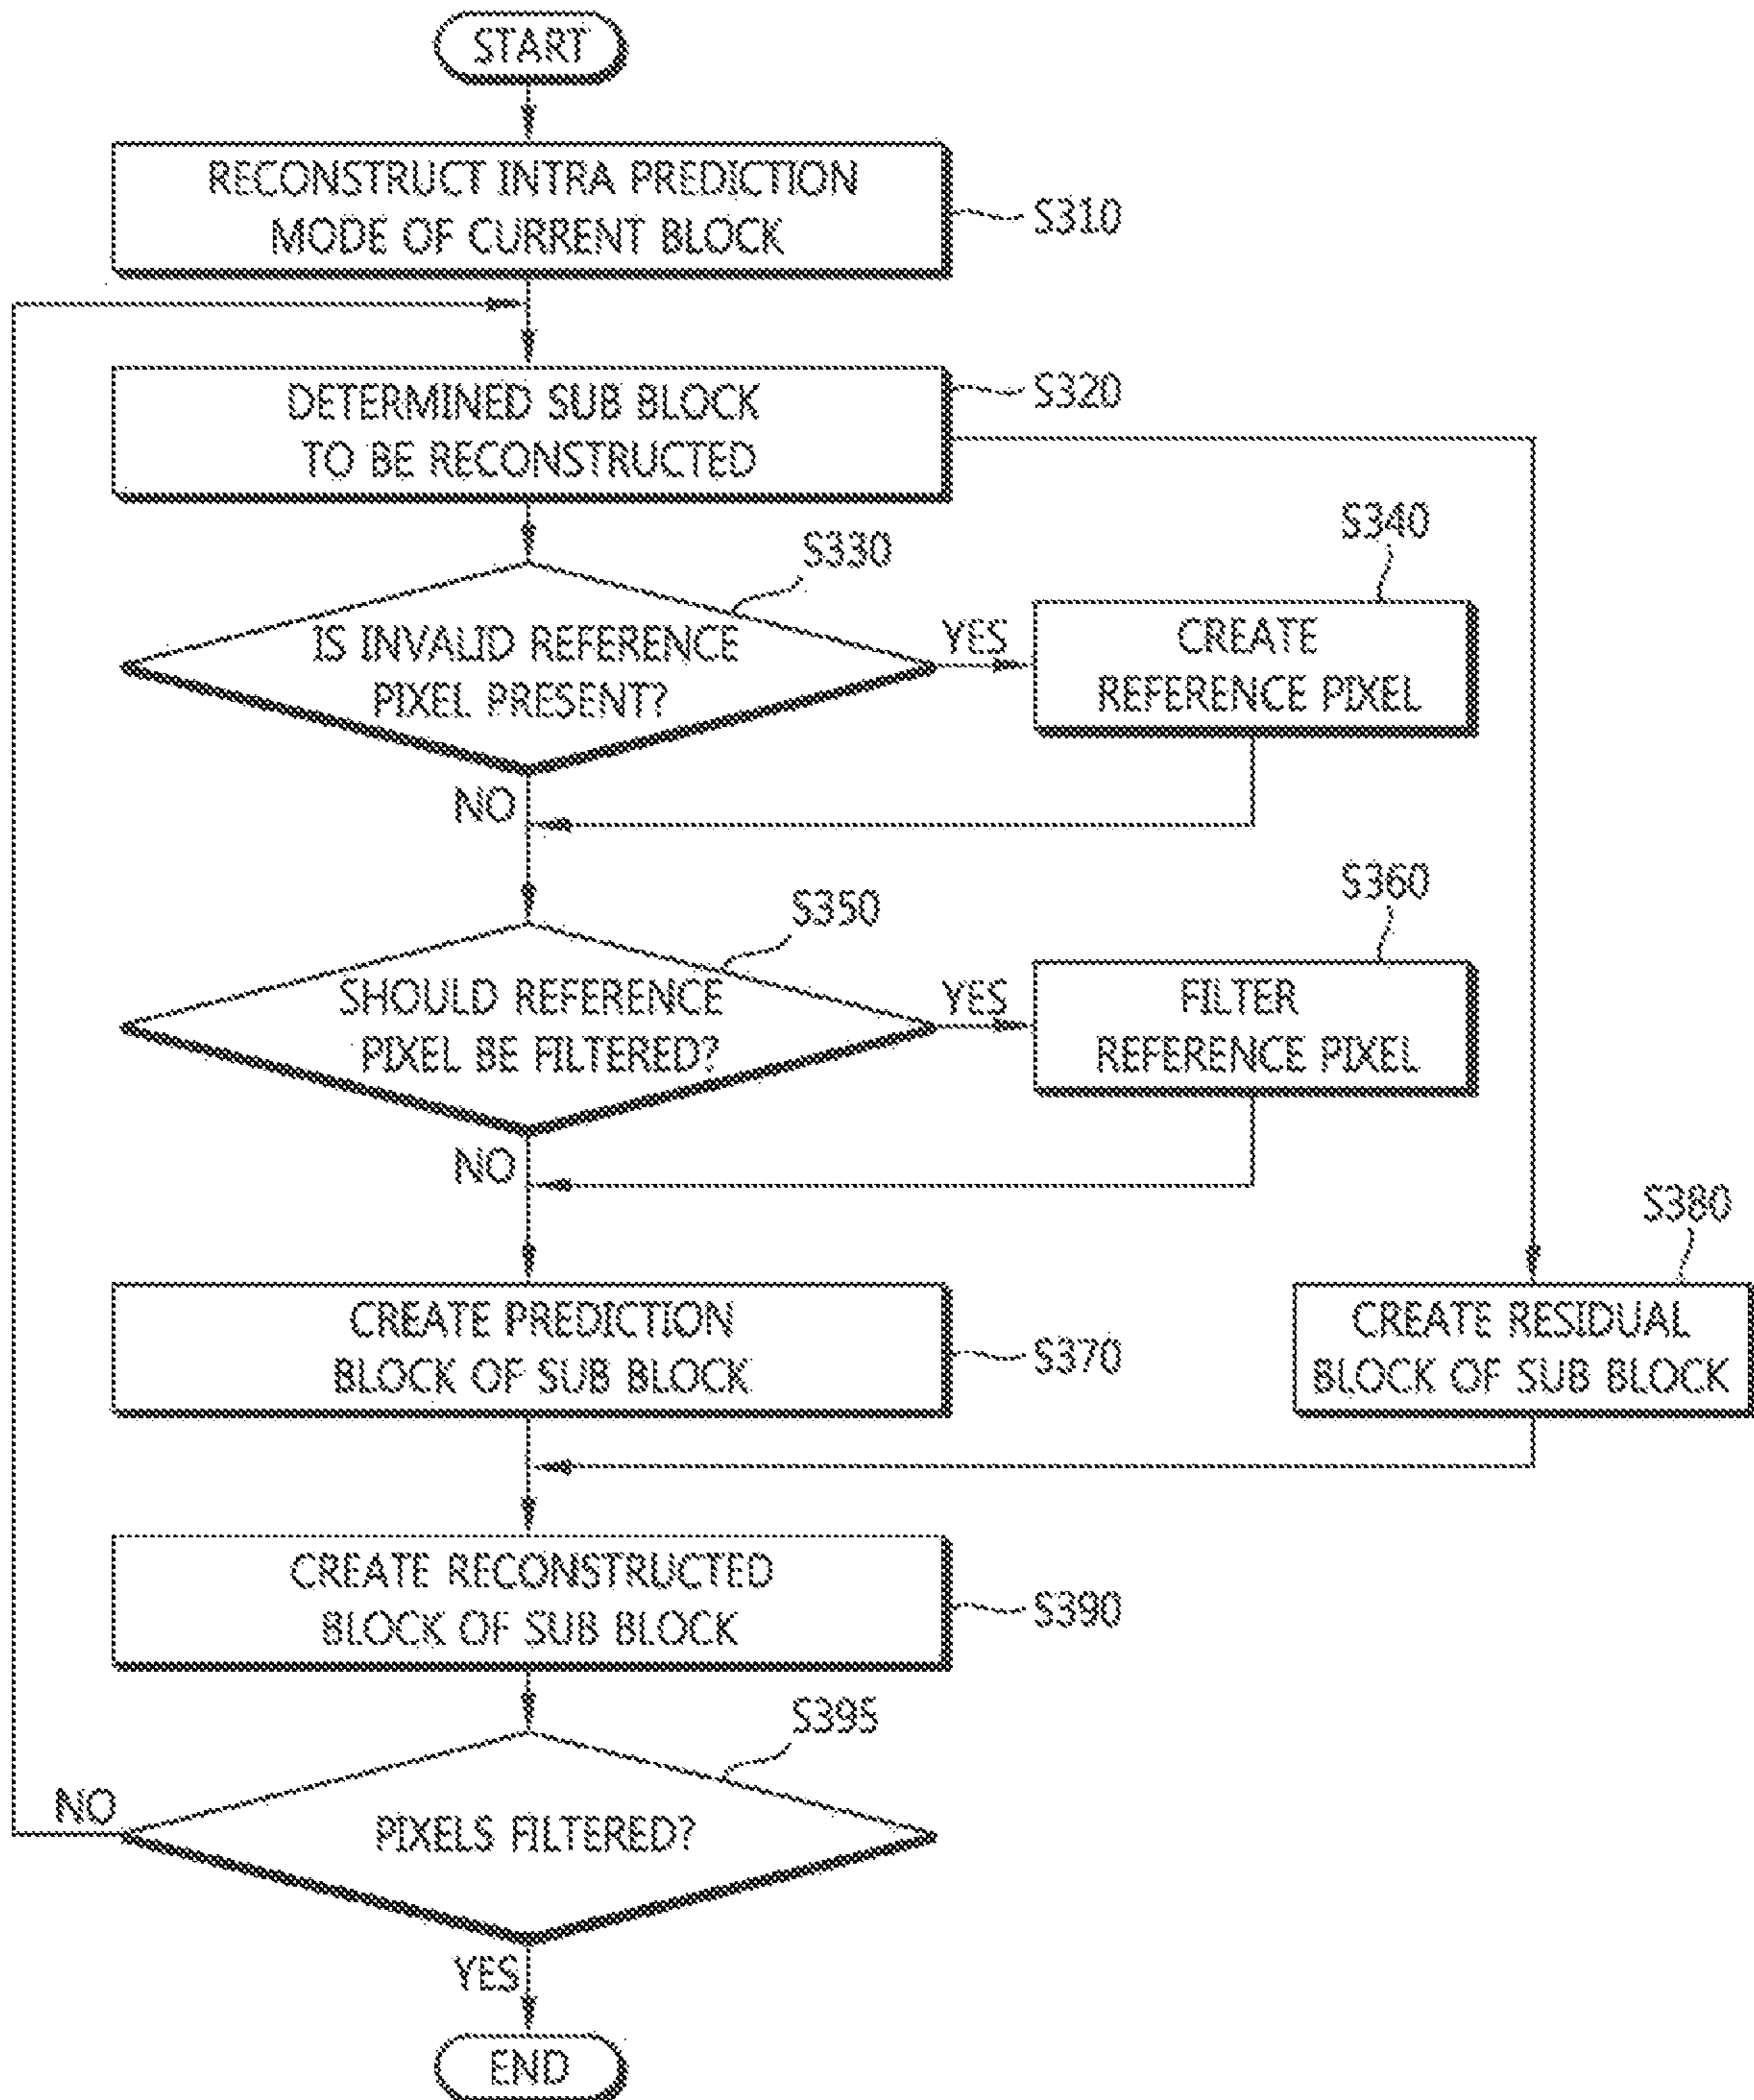 START
RECONSTRUCT INTRA PREDICTION
MODE OF CURRENT BLOCK
S310
DETERMINED SUB BLOCK
TO BE RECONSTRUCTED
S320
S330
IS INVALID REFERENCE
PIXEL PRESENT?
YES
S340
CREATE
REFERENCE PIXEL
NO
S350
SHOULD REFERENCE
PIXEL BE FILTERED?
YES
S360
FILTER
REFERENCE PIXEL
NO
CREATE PREDICTION
BLOCK OF SUB BLOCK
S370
S380
CREATE RESIDUAL
BLOCK OF SUB BLOCK
CREATE RECONSTRUCTED
BLOCK OF SUB BLOCK
S390
S395
PIXELS FILTERED?
NO
YES
END